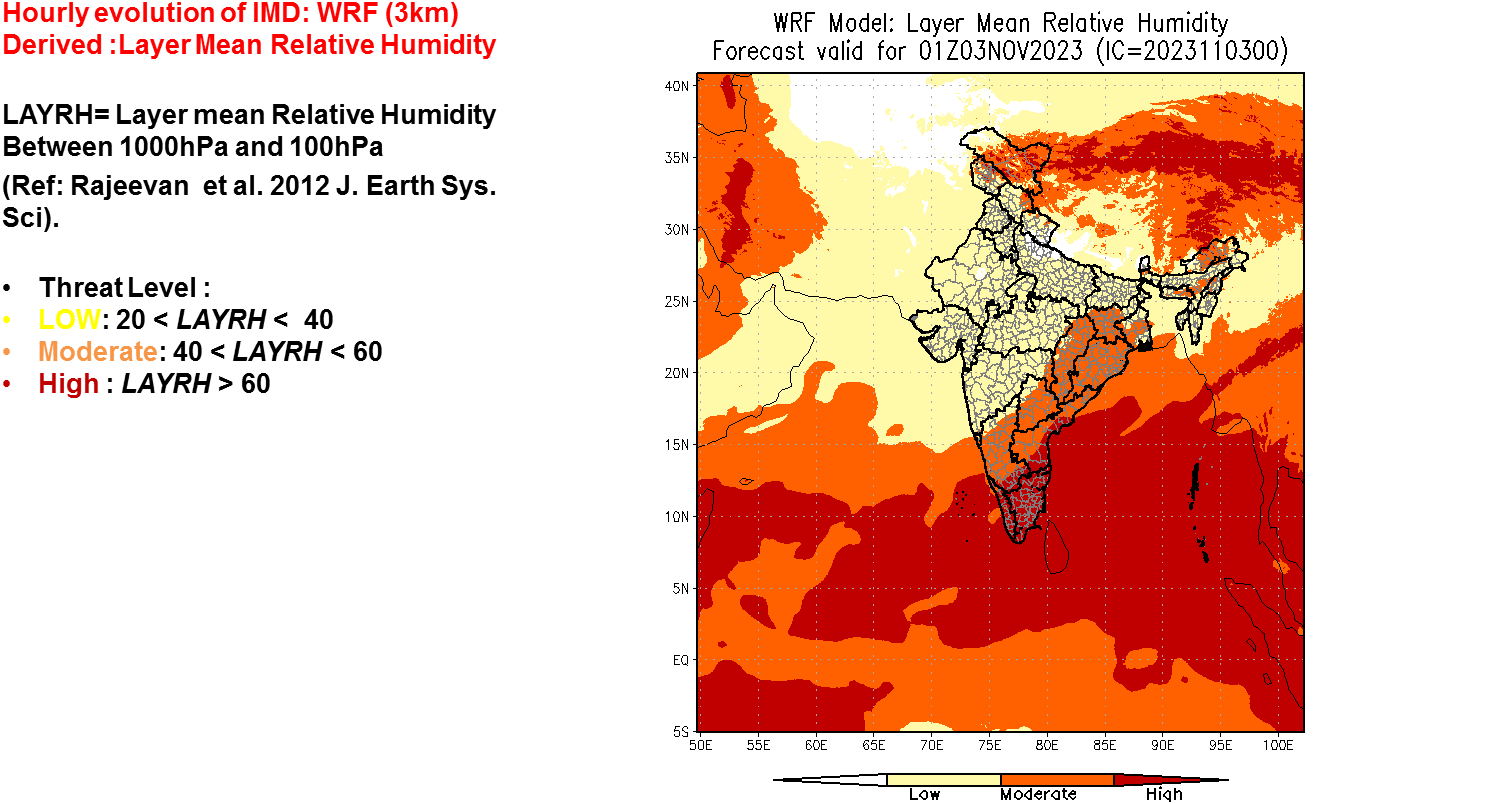 Hourly evolution of IMD: WRF (3km)
Derived :Layer Mean Relative Humidity
LAYRH= Layer mean Relative Humidity
Between 1000hPa and 100hPa
(Ref: Rajeevan et al. 2012 J. Earth Sys.
Sci).
• Threat Level :
• LOW: 20 < LAYRH < 40
• Moderate: 40 < LAYRH < 60
• High : LAYRH > 60
WRF Model: Layer Mean Relative Humidity
Forecast valid for 01Z03NOV2023 (IC=2023110300)
40N
35N
30N
25N
20N
15N
10N
5N
EQ
5S
50E 55E 60E 65E 70E 75E 80E 85E 90E 95E 100E
Low Moderate High